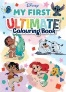 Disney
MY FIRST
ULTIMATE
Colouring Book